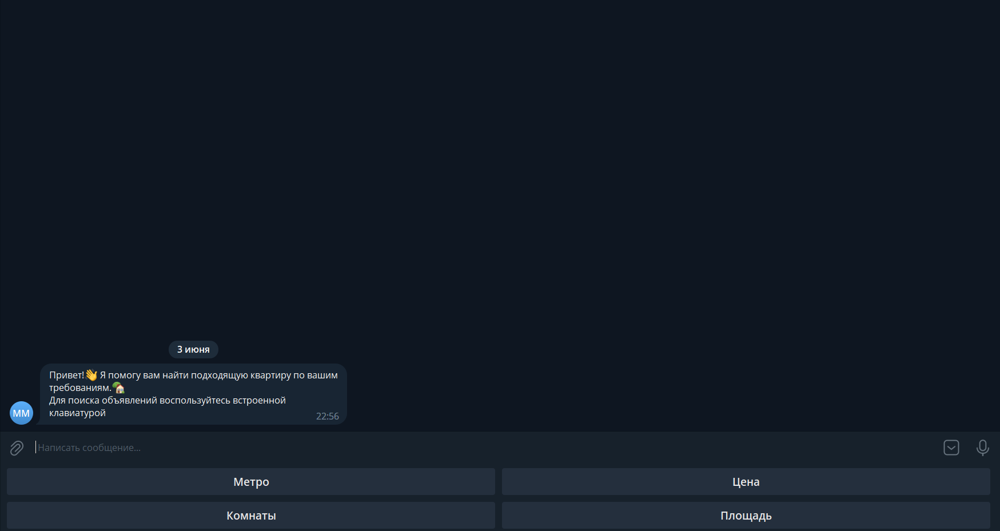 3 июня
Привет!👋 Я помогу вам найти подходящую квартиру по вашим
требованиям.🏡
Для поиска объявлений воспользуйтесь встроенной
клавиатурой
22:56
ММ
Написать сообщение...
Метро
Цена
Комнаты
Площадь